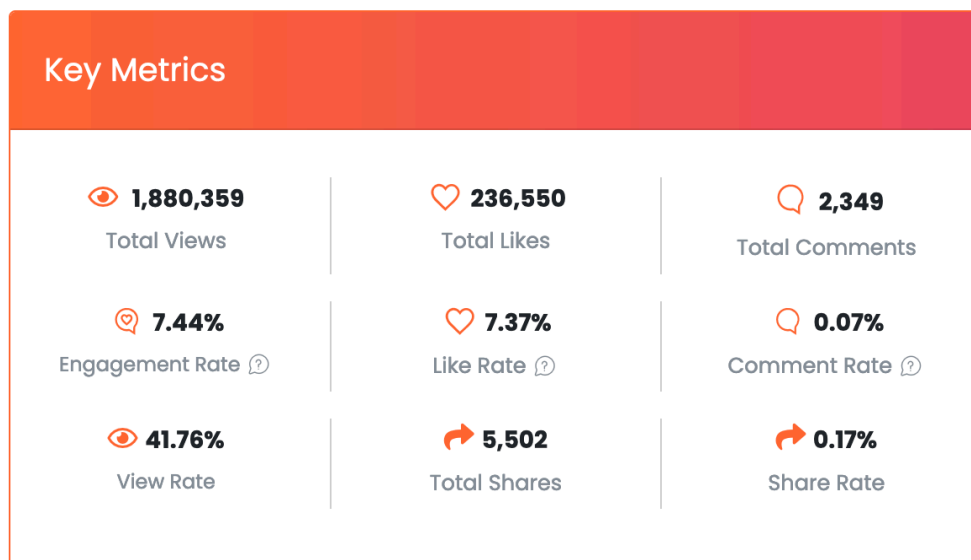 Key Metrics
1,880,359
Total Views
236,550
Total Likes
2,349
Total Comments
7.44%
Engagement Rate ?
7.37%
Like Rate ?
0.07%
Comment Rate ?
41.76%
View Rate
5,502
Total Shares
0.17%
Share Rate